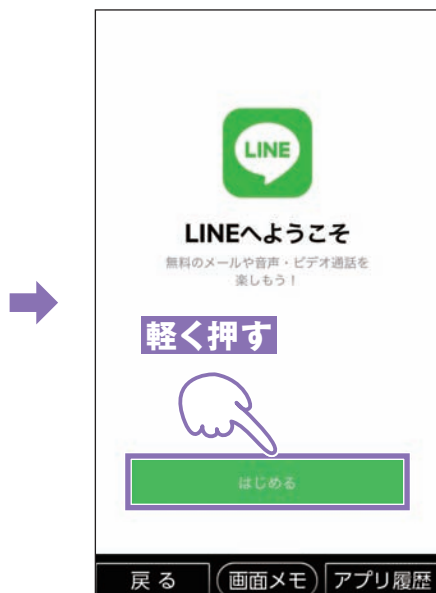 LINE
LINEへようこそ
無料のメールや音声・ビデオ通話を
楽しもう！
軽く押す
はじめる
戻る 画面メモ アプリ履歴